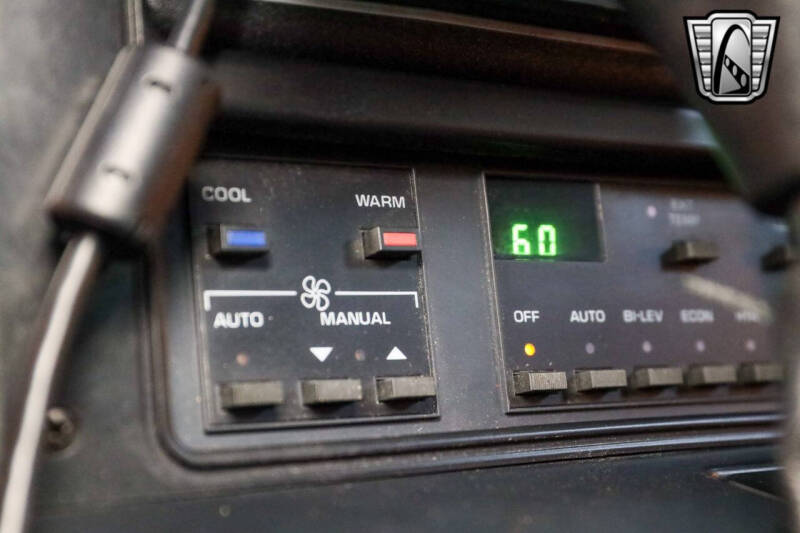 COOL
WARM
60
EXT
TEMP
AUTO MANUAL
OFF AUTO BI-LEV ECON